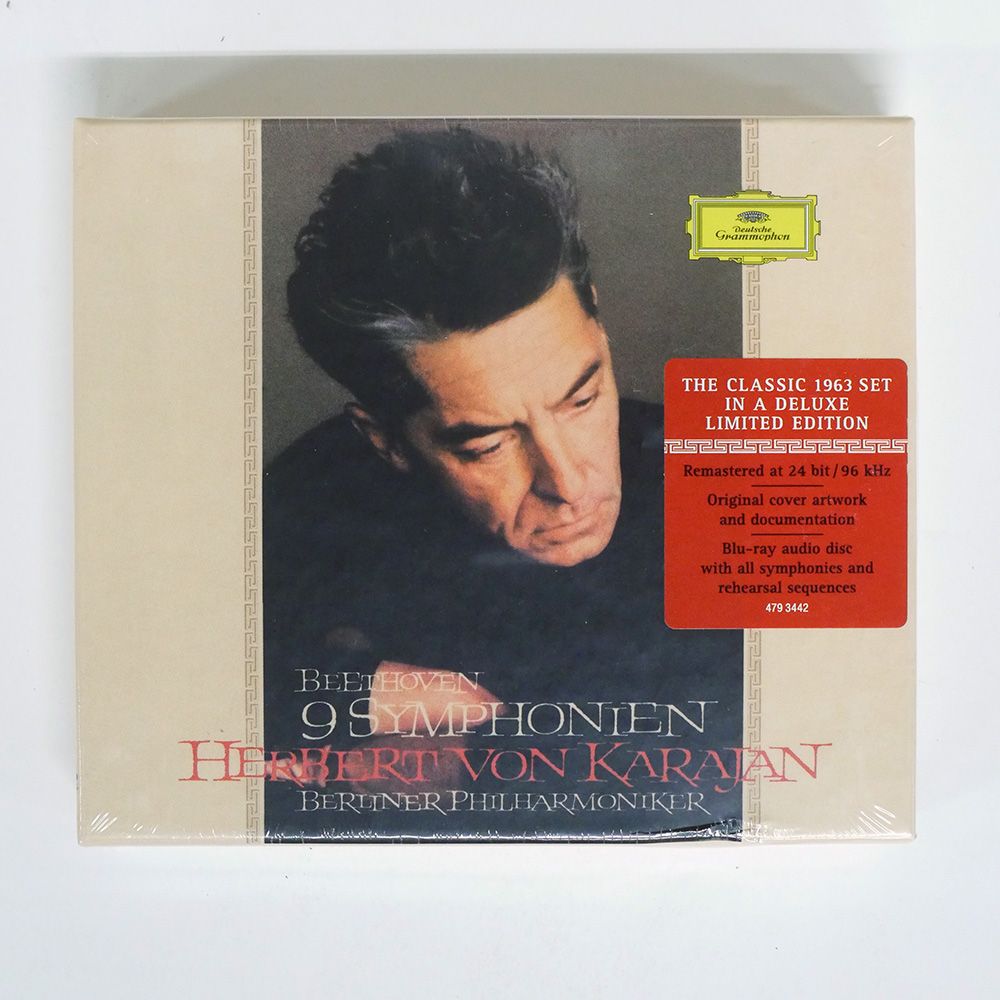 Deutsche
Grammophon
THE CLASSIC 1963 SET
IN A DELUXE
LIMITED EDITION
Remastered at 24 bit / 96 kHz
Original cover artwork
and documentation
Blu-ray audio disc
with all symphonies and
rehearsal sequences
479 3442
BEETHOVEN
9 SYMPHONIEN
HERBERT VON KARAJAN
BERLINER PHILHARMONIKER